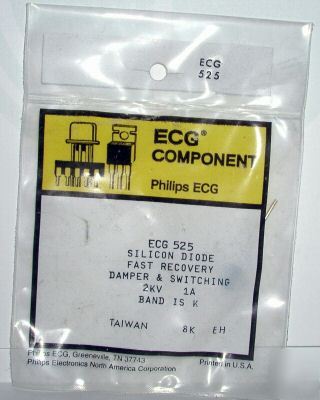 ECG
525
ECG®
COMPONENT
Philips ECG
ECG 525
SILICON DIODE
FAST RECOVERY
DAMPER & SWITCHING
2KV 1A
BAND IS K
TAIWAN 8K EH
Philips ECG, Greeneville, TN 37743 Printed in U.S.A.
Philips Electronics North America Corporation